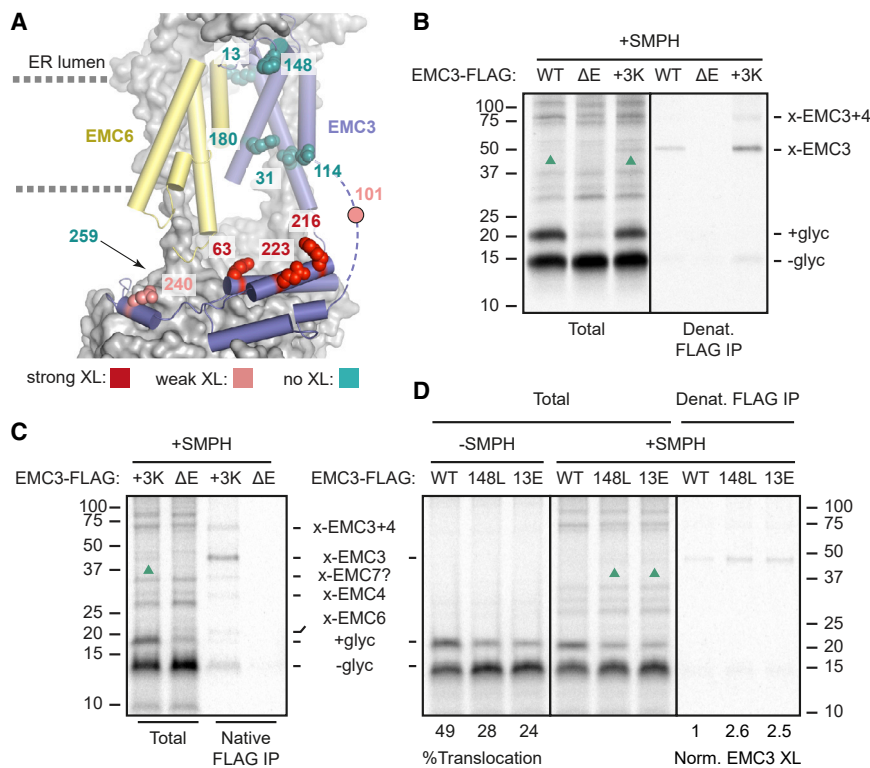 A
ER lumen
13
148
EMC6
EMC3
180
31
114
101
259
216
63
223
240
strong XL:
weak XL:
no XL:
B
+SMPH
EMC3-FLAG: WT ΔE +3K WT ΔE +3K
100
75
50
37
25
20
15
10
x-EMC3+4
x-EMC3
+glyc
-glyc
Total
Denat.
FLAG IP
C
+SMPH
EMC3-FLAG: +3K ΔE +3K ΔE
100
75
50
37
25
20
15
10
x-EMC3+4
x-EMC3
x-EMC7?
x-EMC4
x-EMC6
+glyc
-glyc
Total
Native
FLAG IP
D
Total
Denat. FLAG IP
-SMPH
+SMPH
EMC3-FLAG: WT 148L 13E WT 148L 13E WT 148L 13E
100
75
50
37
25
20
15
10
49 28 24
%Translocation
1 2.6 2.5
Norm. EMC3 XL